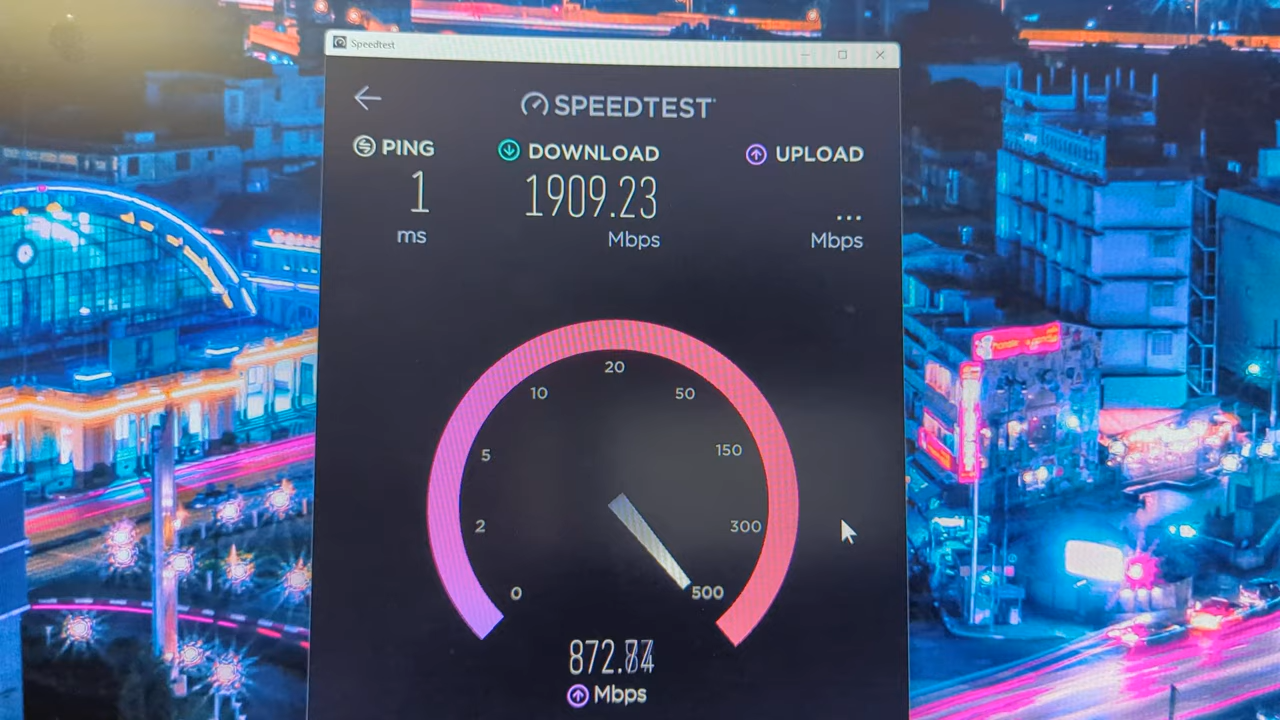 Speedtest
SPEEDTEST
PING
DOWNLOAD
UPLOAD
1
1909.23
...
ms
Mbps
Mbps
0
2
5
10
20
50
150
300
500
872.
Mbps